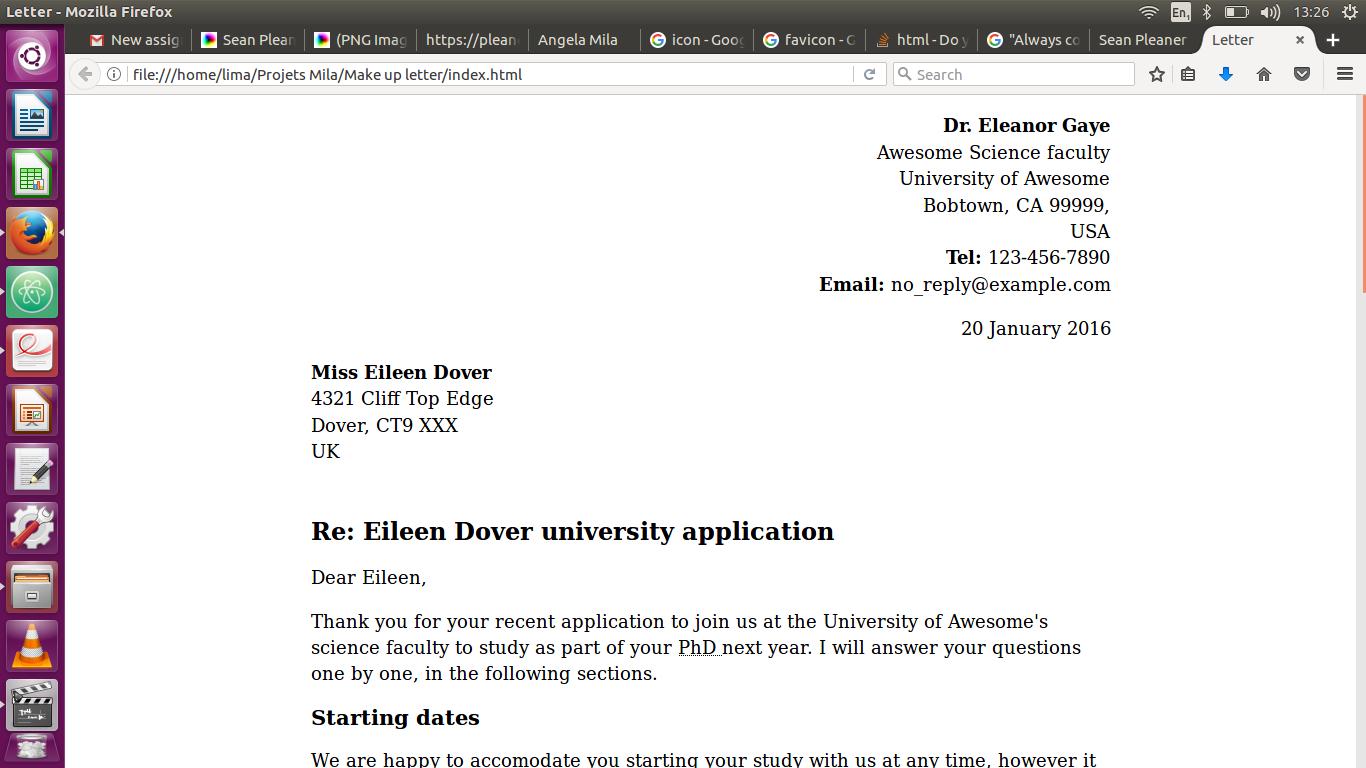 Letter - Mozilla Firefox
En1
13:26
New assig
Sean Plean
(PNG Imag
https://plean
Angela Mila
icon - Goo
favicon - G
html - Do y
"Always co
Sean Pleaner
Letter
file:///home/lima/Projets Mila/Make up letter/index.html
Search
Dr. Eleanor Gaye
Awesome Science faculty
University of Awesome
Bobtown, CA 99999,
USA
Tel: 123-456-7890
Email: no_reply@example.com
20 January 2016
Miss Eileen Dover
4321 Cliff Top Edge
Dover, CT9 XXX
UK
Re: Eileen Dover university application
Dear Eileen,
Thank you for your recent application to join us at the University of Awesome's
science faculty to study as part of your PhD next year. I will answer your questions
one by one, in the following sections.
Starting dates
We are happy to accomodate you starting your study with us at any time, however it